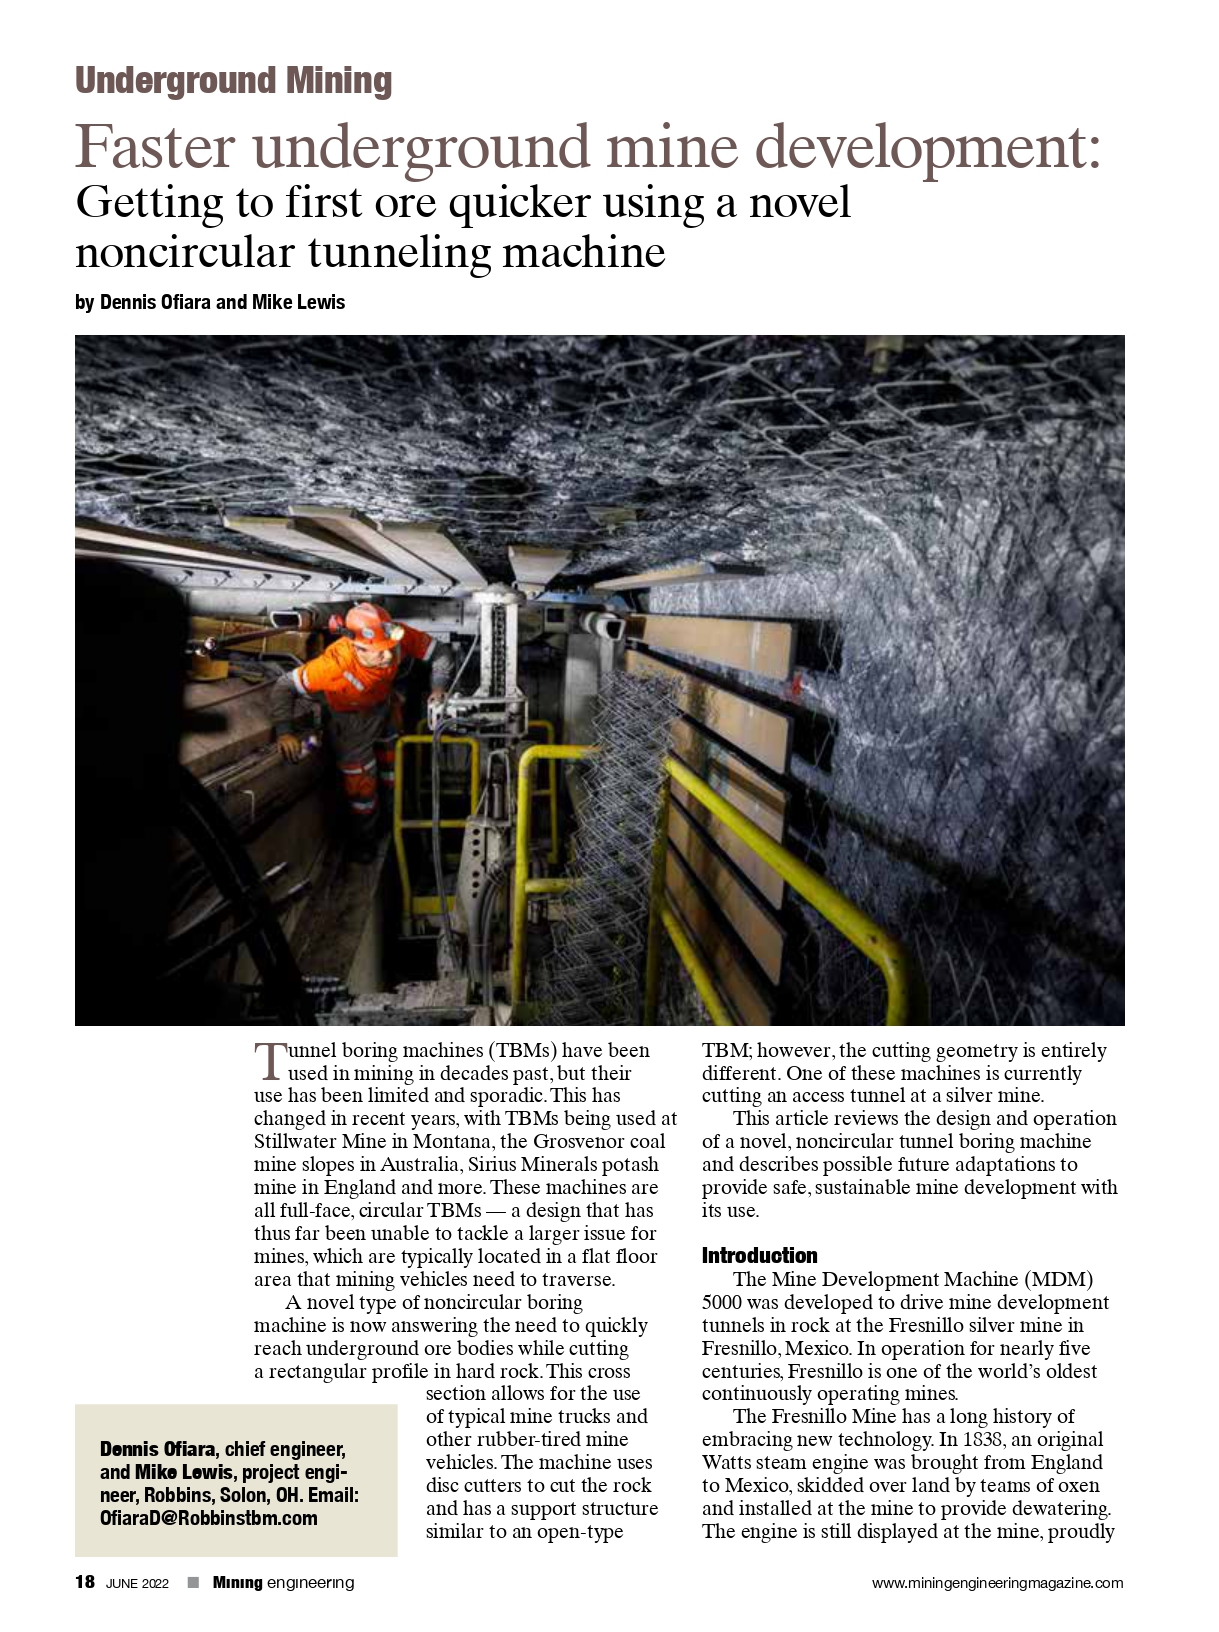 Underground Mining
Faster underground mine development:
Getting to first ore quicker using a novel
noncircular tunneling machine
by Dennis Ofiara and Mike Lewis
Tunnel boring machines (TBMs) have been
used in mining in decades past, but their
use has been limited and sporadic. This has
changed in recent years, with TBMs being used at
Stillwater Mine in Montana, the Grosvenor coal
mine slopes in Australia, Sirius Minerals potash
mine in England and more. These machines are
all full-face, circular TBMs — a design that has
thus far been unable to tackle a larger issue for
mines, which are typically located in a flat floor
area that mining vehicles need to traverse.
A novel type of noncircular boring
machine is now answering the need to quickly
reach underground ore bodies while cutting
a rectangular profile in hard rock. This cross
section allows for the use
of typical mine trucks and
other rubber-tired mine
vehicles. The machine uses
disc cutters to cut the rock
and has a support structure
similar to an open-type
TBM; however, the cutting geometry is entirely
different. One of these machines is currently
cutting an access tunnel at a silver mine.
This article reviews the design and operation
of a novel, noncircular tunnel boring machine
and describes possible future adaptations to
provide safe, sustainable mine development with
its use.
Introduction
The Mine Development Machine (MDM)
5000 was developed to drive mine development
tunnels in rock at the Fresnillo silver mine in
Fresnillo, Mexico. In operation for nearly five
centuries, Fresnillo is one of the world's oldest
continuously operating mines.
The Fresnillo Mine has a long history of
embracing new technology. In 1838, an original
Watts steam engine was brought from England
to Mexico, skidded over land by teams of oxen
and installed at the mine to provide dewatering.
The engine is still displayed at the mine, proudly
Dennis Ofiara, chief engineer,
and Mike Lewis, project engi-
neer, Robbins, Solon, OH. Email:
OfiaraD@Robbinstbm.com
18 JUNE 2022 ■ Mining engineering
www.miningengineeringmagazine.com